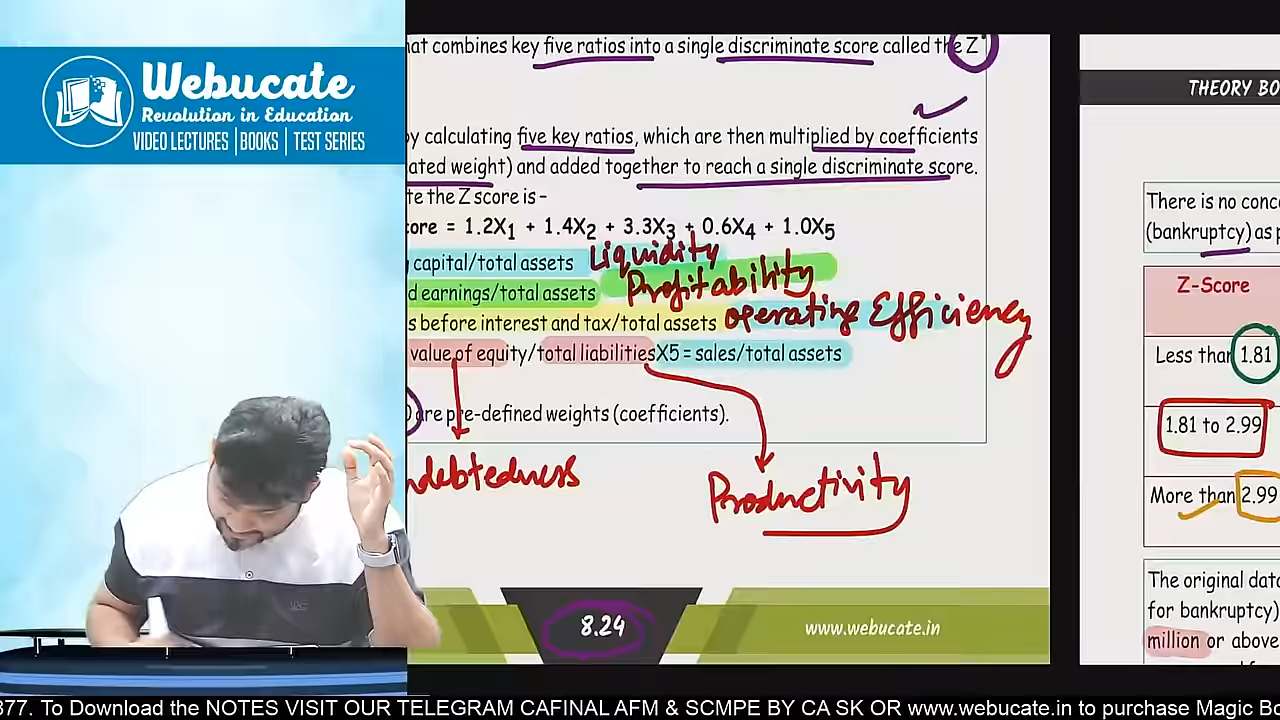 Webucate
Revolution in Education
VIDEO LECTURES | BOOKS | TEST SERIES
hat combines key five ratios into a single discriminate score called the Z
by calculating five key ratios, which are then multiplied by coefficients
ated weight) and added together to reach a single discriminate score.
te the Z score is –
core = 1.2X1 + 1.4X2 + 3.3X3 + 0.6X4 + 1.0X5
capital/total assets Liquidity
d earnings/total assets Profitability
s before interest and tax/total assets operating Efficiency
value of equity/total liabilitiesX5 = sales/total assets
are pre-defined weights (coefficients).
ndebtedness
Productivity
8.24
www.webucate.in
THEORY BO
There is no conc
(bankruptcy) as p
Z-Score
Less than 1.81
1.81 to 2.99
More than 2.99
The original data
for bankruptcy)
million or above
377. To Download the NOTES VISIT OUR TELEGRAM CAFINAL AFM & SCMPE BY CA SK OR www.webucate.in to purchase Magic Bo